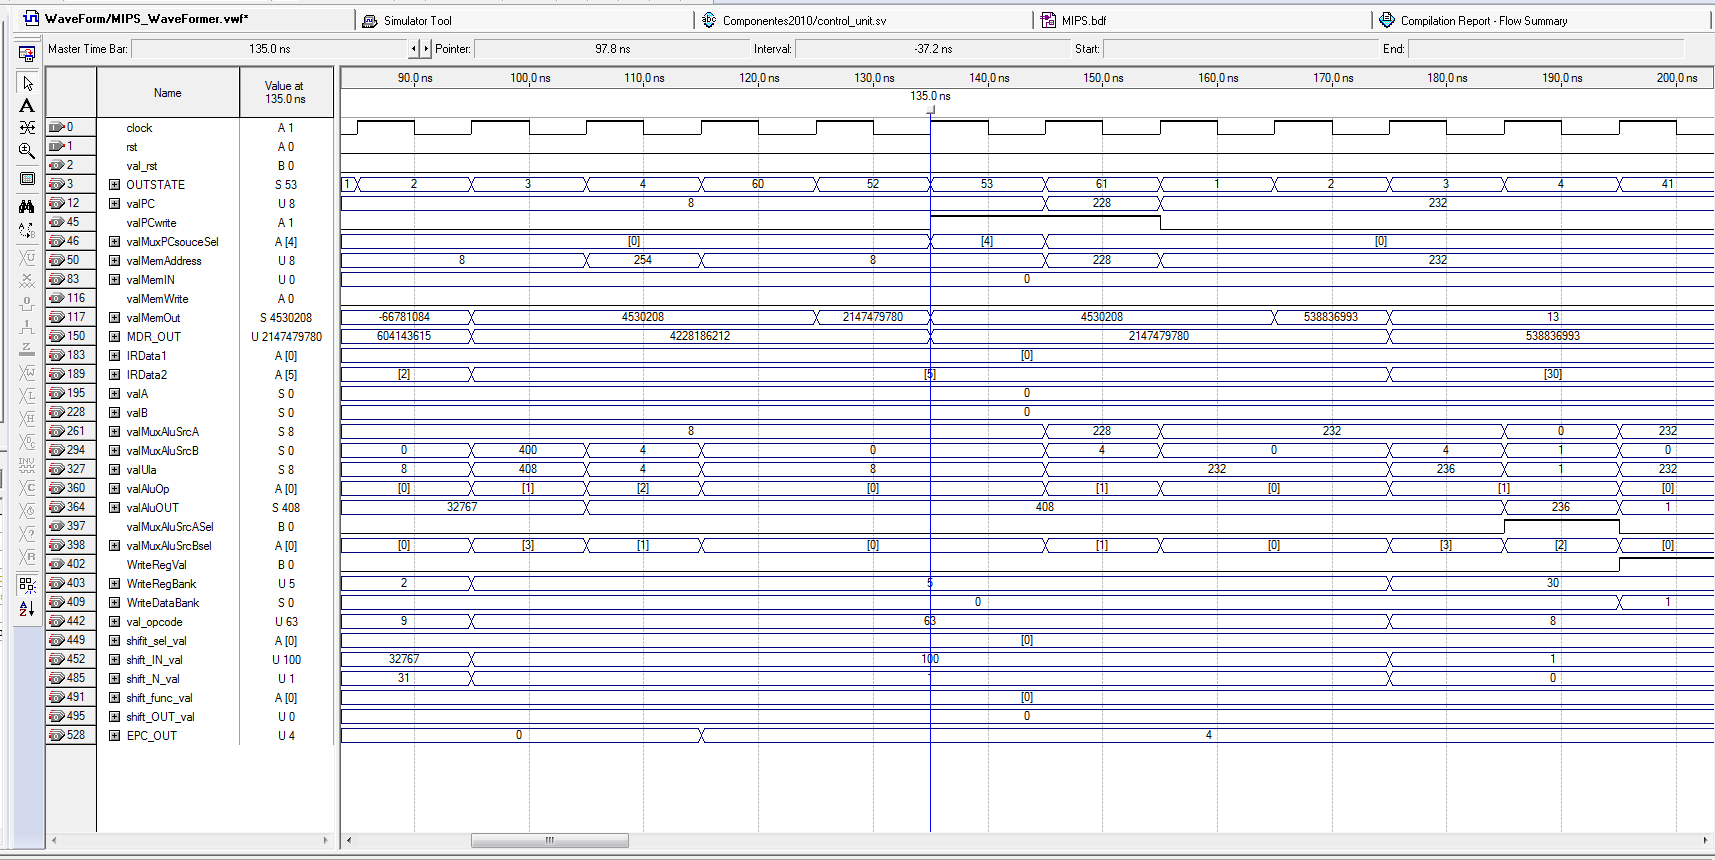 WaveForm/MIPS_WaveFormer.vwf*
Simulator Tool
Componentes2010/control_unit.sv
MIPS.bdf
Compilation Report - Flow Summary
Master Time Bar: 135.0 ns Pointer: 97.8 ns Interval: -37.2 ns Start: End:
Name Value at 135.0 ns 90.0 ns 100.0 ns 110.0 ns 120.0 ns 130.0 ns 140.0 ns 150.0 ns 160.0 ns 170.0 ns 180.0 ns 190.0 ns 200.0 ns
135.0 ns
0 clock A 1
1 rst A 0
2 val_rst B 0
3 OUTSTATE S 53 1 2 3 4 60 52 53 61 1 2 3 4 41
12 valPC U 8 8 228 232
45 valPCwrite A 1
46 valMuxPCsouceSel A [4] [0] [4] [0]
50 valMemAddress U 8 8 254 8 228 232
83 valMemIN U 0 0
116 valMemWrite A 0
117 valMemOut S 4530208 -66781084 4530208 2147479780 4530208 538836993 13
150 MDR_OUT U 2147479780 604143615 4228186212 2147479780 538836993
183 IRData1 A [0] [0]
189 IRData2 A [5] [2] [5] [30]
195 valA S 0 0
228 valB S 0 0
261 valMuxAluSrcA S 8 8 228 232 0 232
294 valMuxAluSrcB S 0 0 400 4 0 4 0 4 1 0
327 valUla S 8 8 408 4 8 232 236 1 232
360 valAluOp A [0] [0] [1] [2] [0] [1] [0] [1] [0]
364 valAluOUT S 408 32767 408 236 1
397 valMuxAluSrcASel B 0
398 valMuxAluSrcBsel A [0] [0] [3] [1] [0] [1] [0] [3] [2] [0]
402 WriteRegVal B 0
403 WriteRegBank U 5 2 5 30
409 WriteDataBank S 0 0 1
442 val_opcode U 63 9 63 8
449 shifit_sel_val A [0] [0]
452 shift_IN_val U 100 32767 100 1
485 shift_N_val U 1 31 1 0
491 shift_func_val A [0] [0]
495 shift_OUT_val U 0 0
528 EPC_OUT U 4 0 4